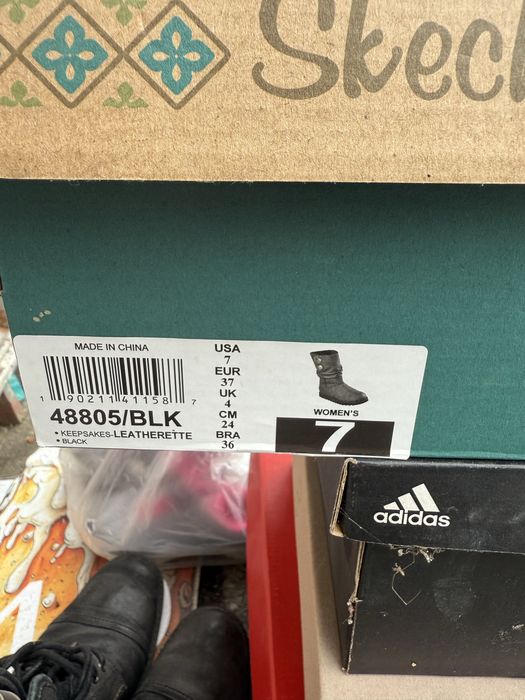 Skec
MADE IN CHINA
1 90211 41158 7
48805/BLK
• KEEPSAKES-LEATHERETTE
• BLACK
USA
7
EUR
37
UK
4
CM
24
BRA
36
WOMEN'S
7
adidas